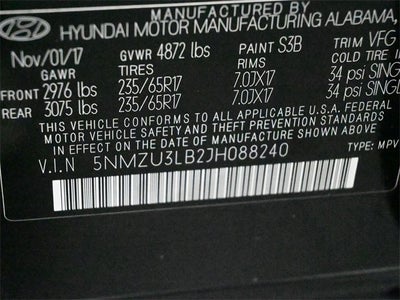 MANUFACTURED BY
HYUNDAI MOTOR MANUFACTURING ALABAMA,
Nov/01/17 GVWR 4872 lbs PAINT S3B TRIM VFG
GAWR TIRES RIMS COLD TIRE
FRONT 2976 lbs 235/65R17 7.0JX17 34 psi SINGL
REAR 3075 lbs 235/65R17 7.0JX17 34 psi SINGL
THIS VEHICLE CONFORMS TO ALL APPLICABLE U.S.A. FEDERAL
MOTOR VEHICLE SAFETY AND THEFT PREVENTION STANDARDS IN EFFECT
ON THE DATE OF MANUFACTURE SHOWN ABOVE.
V.I.N 5NMZU3LB2JH088240 TYPE: MPV